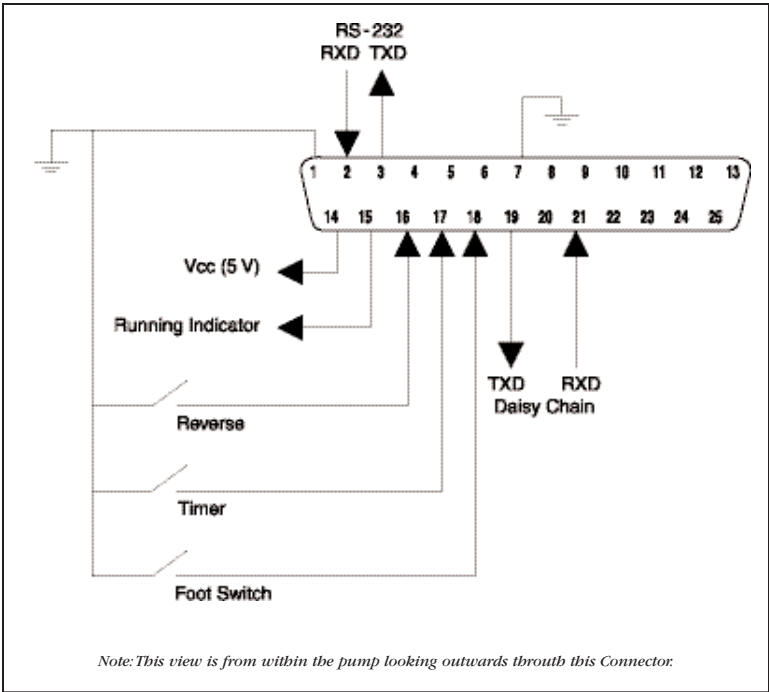 RS-232
RXD TXD
1 2 3 4 5 6 7 8 9 10 11 12 13
14 15 16 17 18 19 20 21 22 23 24 25
Vcc (5 V)
Running Indicator
TXD RXD
Daisy Chain
Reverse
Timer
Foot Switch
Note: This view is from within the pump looking outwards throuth this Connector.